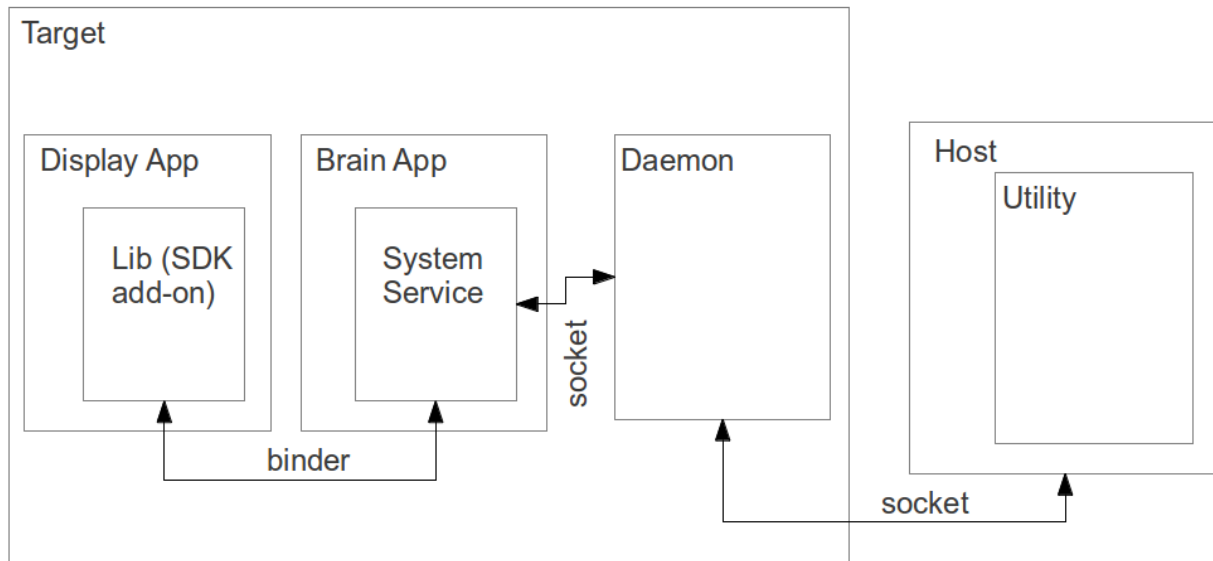 Target
Display App
Lib (SDK
add-on)
Brain App
System
Service
Daemon
Host
Utility
socket
binder
socket